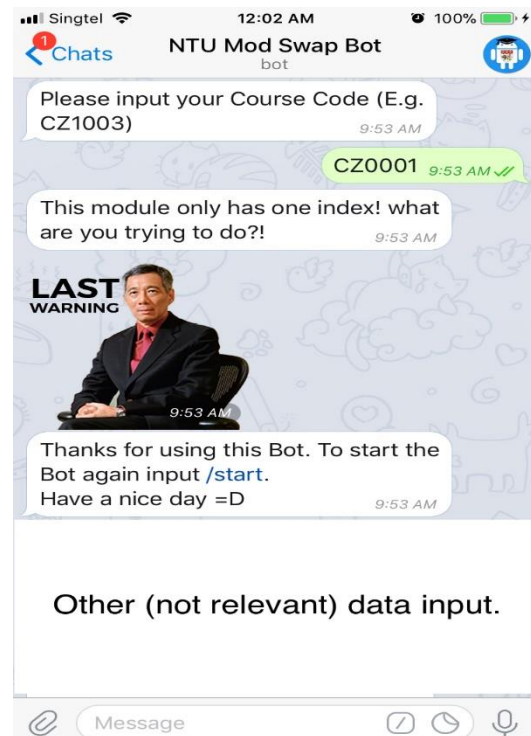 Singtel 12:02 AM 100%
1
Chats NTU Mod Swap Bot
bot
Please input your Course Code (E.g.
CZ1003) 9:53 AM
CZ0001 9:53 AM
This module only has one index! what
are you trying to do?! 9:53 AM
LAST
WARNING
9:53 AM
Thanks for using this Bot. To start the
Bot again input /start.
Have a nice day =D 9:53 AM
Other (not relevant) data input.
Message